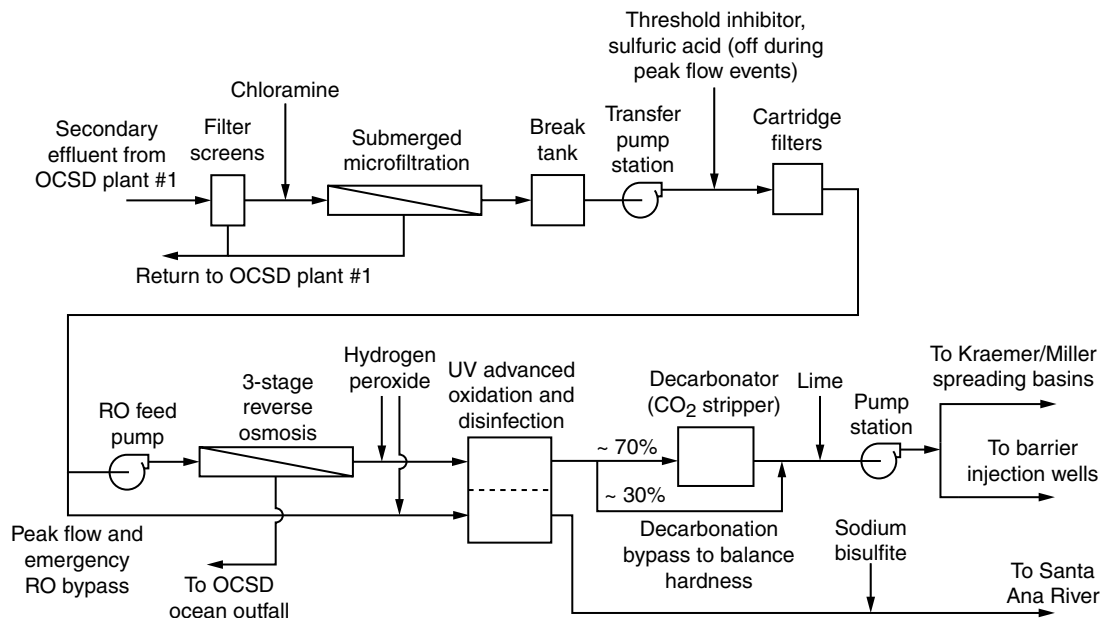 Threshold inhibitor,
sulfuric acid (off during
peak flow events)
Chloramine
Secondary
effluent from
OCSD plant #1
Filter
screens
Submerged
microfiltration
Break
tank
Transfer
pump
station
Cartridge
filters
Return to OCSD plant #1
RO feed
pump
3-stage
reverse
osmosis
Hydrogen
peroxide
UV advanced
oxidation and
disinfection
Decarbonator
(CO2 stripper)
Lime
Pump
station
To Kraemer/Miller
spreading basins
To barrier
injection wells
~ 70%
~ 30%
Peak flow and
emergency
RO bypass
To OCSD
ocean outfall
Decarbonation
bypass to balance
hardness
Sodium
bisulfite
To Santa
Ana River